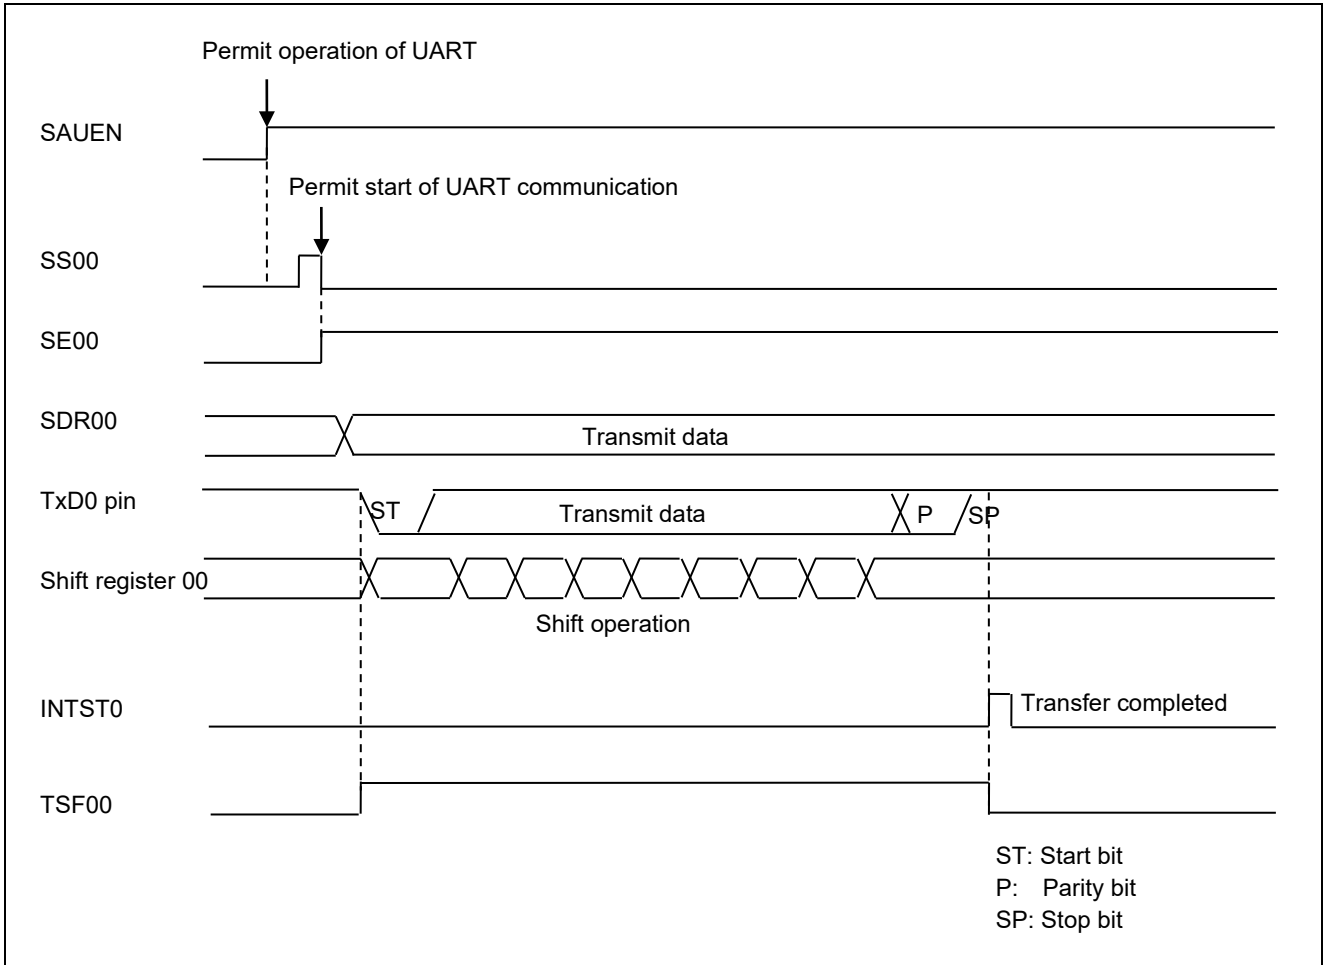 Permit operation of UART
SAUEN
Permit start of UART communication
SS00
SE00
SDR00
Transmit data
TxD0 pin
ST
Transmit data
P
SP
Shift register 00
Shift operation
INTST0
Transfer completed
TSF00
ST: Start bit
P: Parity bit
SP: Stop bit